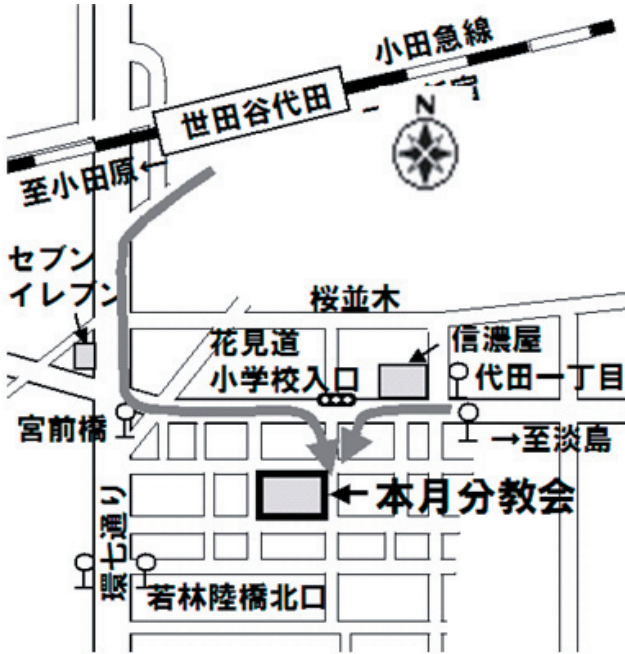 小田急線
世田谷代田
N
至小田原←
セブン
イレブン
桜並木
花見道
小学校入口
信濃屋
代田一丁目
宮前橋
→至淡島
本月分教会
環七通り
若林陸橋北口